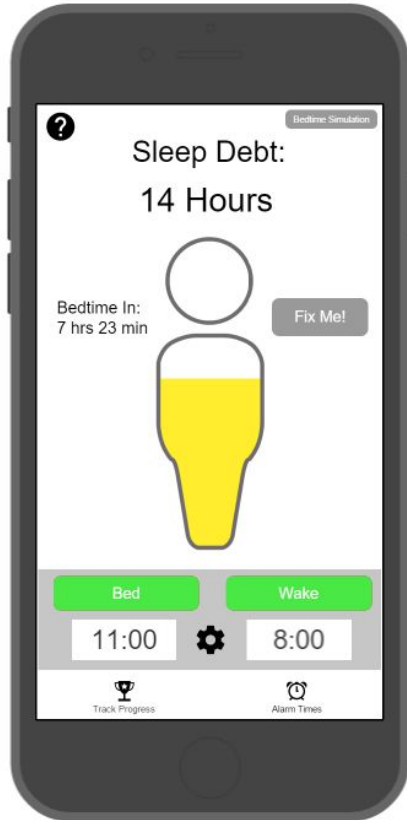 Bedtime Simulation
Sleep Debt:
14 Hours
Bedtime In:
7 hrs 23 min
Fix Me!
Bed
Wake
11:00
8:00
Track Progress
Alarm Times